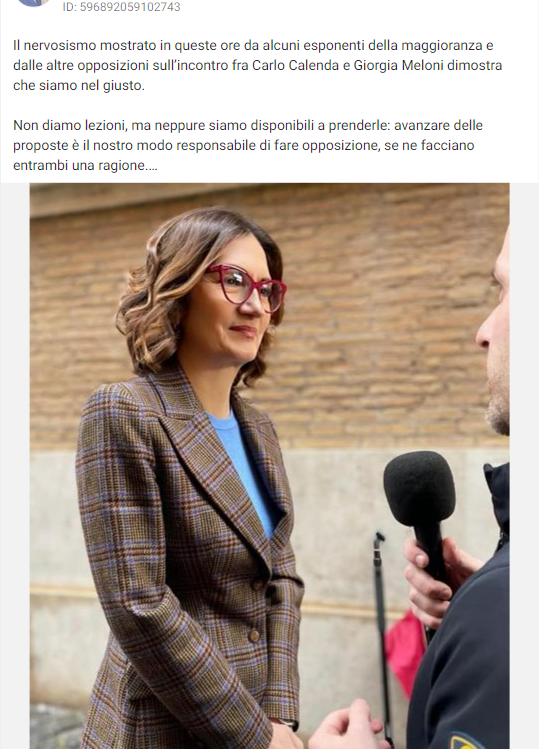 ID: 596892059102743
Il nervosismo mostrato in queste ore da alcuni esponenti della maggioranza e
dalle altre opposizioni sull'incontro fra Carlo Calenda e Giorgia Meloni dimostra
che siamo nel giusto.
Non diamo lezioni, ma neppure siamo disponibili a prenderle: avanzare delle
proposte è il nostro modo responsabile di fare opposizione, se ne facciano
entrambi una ragione....